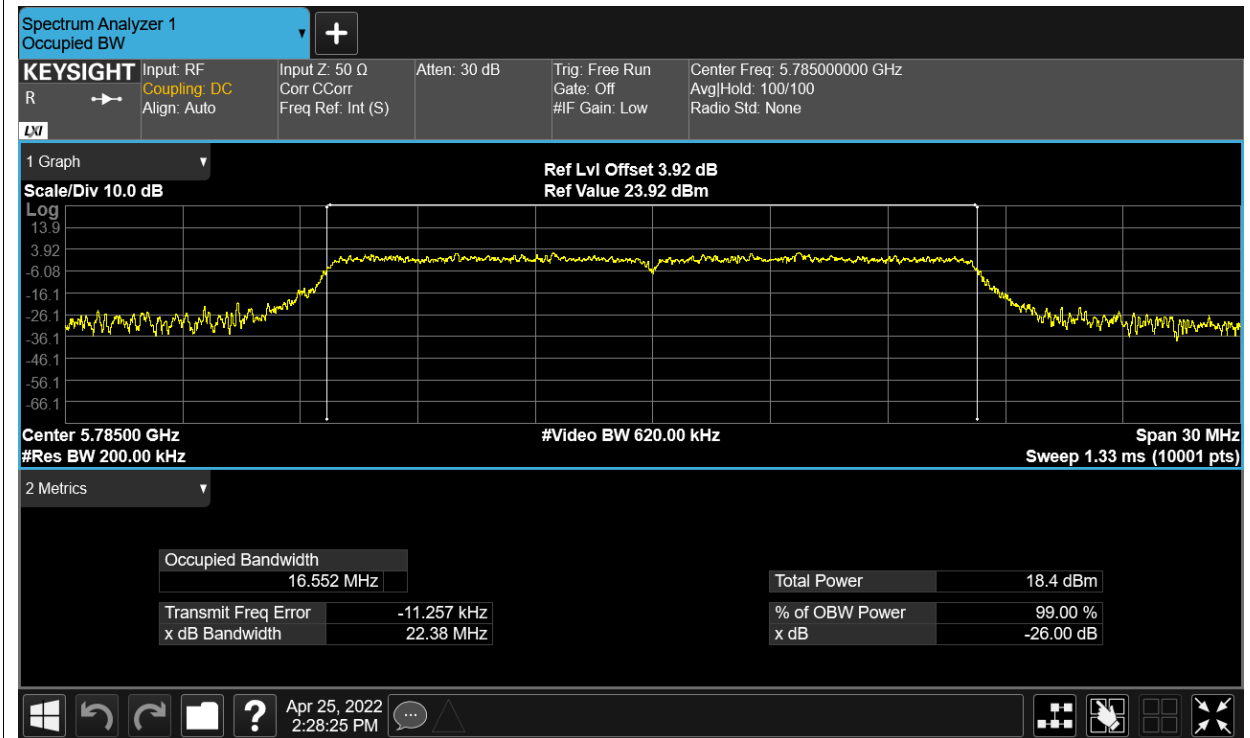 Spectrum Analyzer 1
Occupied BW
KEYSIGHT
R
LXI
Input: RF
Coupling: DC
Align: Auto
Input Z: 50 Ω
Corr CCorr
Freq Ref: Int (S)
Atten: 30 dB
Trig: Free Run
Gate: Off
#IF Gain: Low
Center Freq: 5.785000000 GHz
Avg|Hold: 100/100
Radio Std: None
1 Graph
Scale/Div 10.0 dB
Ref Lvl Offset 3.92 dB
Ref Value 23.92 dBm
Log
13.9
3.92
-6.08
-16.1
-26.1
-36.1
-46.1
-56.1
-66.1
Center 5.78500 GHz
#Video BW 620.00 kHz
Span 30 MHz
#Res BW 200.00 kHz
Sweep 1.33 ms (10001 pts)
2 Metrics
Occupied Bandwidth
16.552 MHz
Total Power 18.4 dBm
Transmit Freq Error -11.257 kHz
% of OBW Power 99.00 %
x dB Bandwidth 22.38 MHz
x dB -26.00 dB
?
Apr 25, 2022
2:28:25 PM